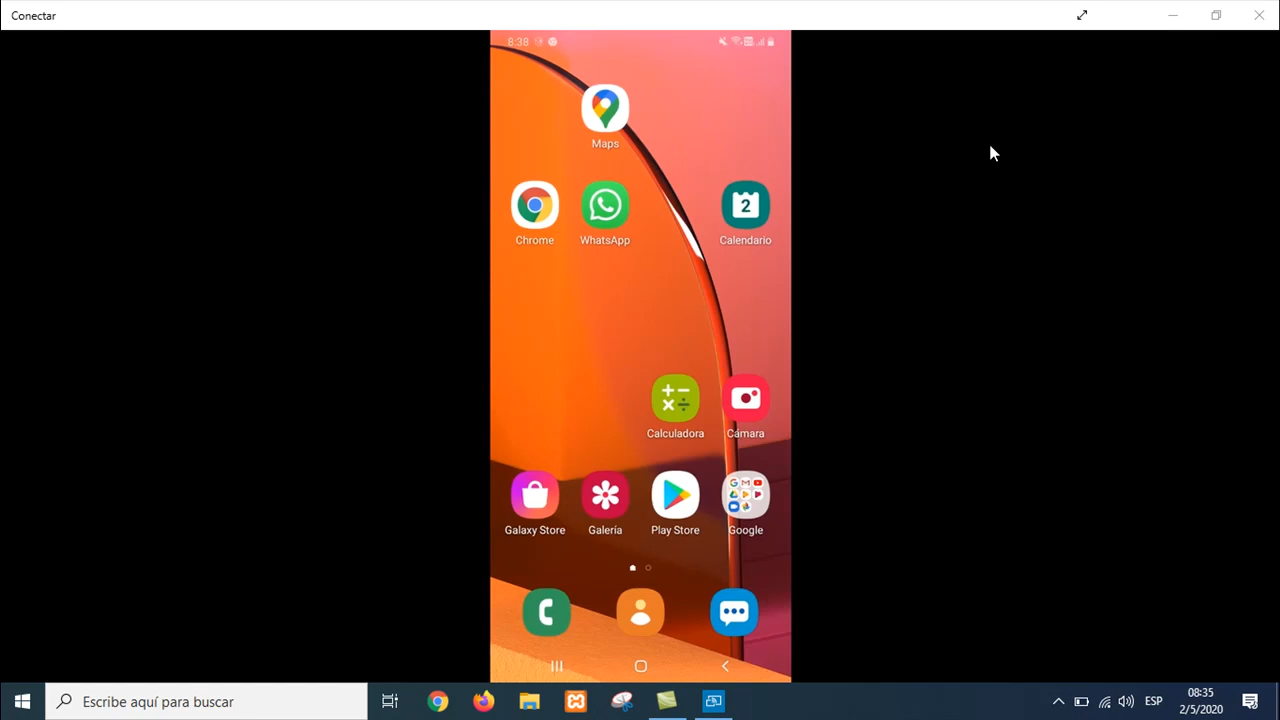 Conectar
8:38
Maps
Chrome
WhatsApp
2
Calendario
Calculadora
Cámara
Galaxy Store
Galería
Play Store
Google
Escribe aquí para buscar
ESP
08:35
2/5/2020